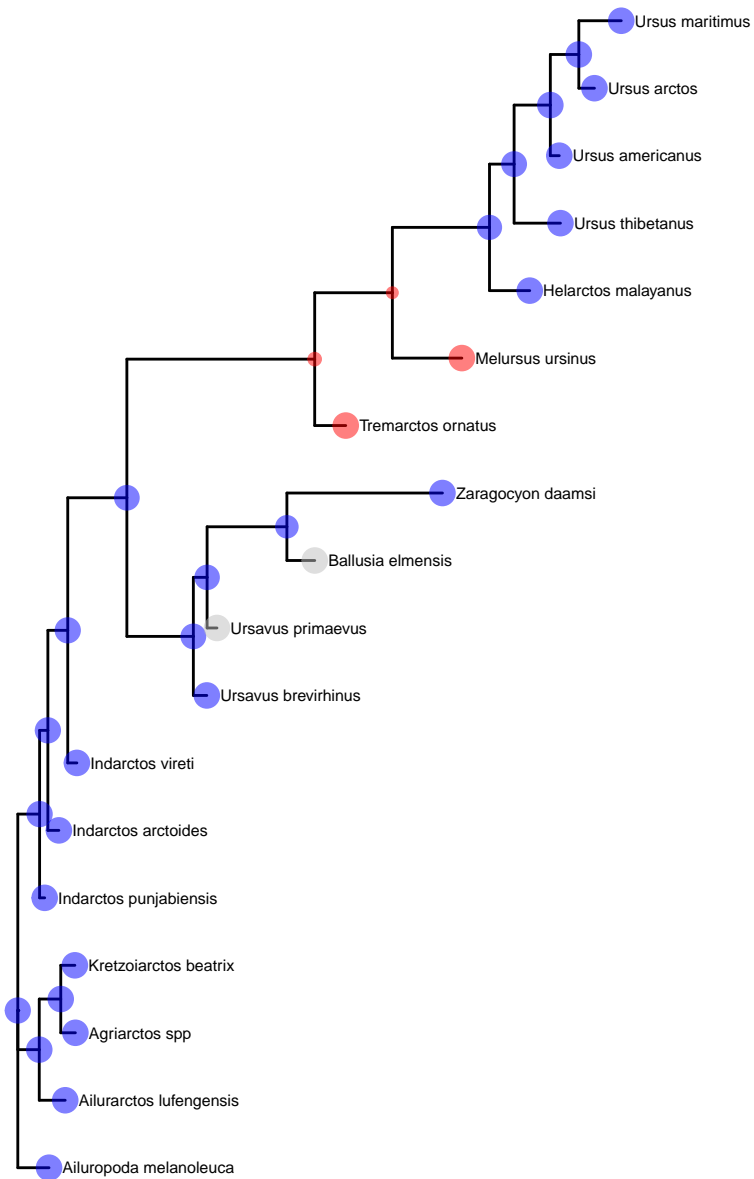 Ursus maritimus
Ursus arctos
Ursus americanus
Ursus thibetanus
Helarctos malayanus
Melursus ursinus
Tremarctos ornatus
Zaragocyon daamsi
Ballusia elmensis
Ursavus primaevus
Ursavus brevirhinus
Indarctos vireti
Indarctos arctoides
Indarctos punjabiensis
Kretzoiarctos beatrix
Agriarctos spp
Ailurarctos lufengensis
Ailuropoda melanoleuca